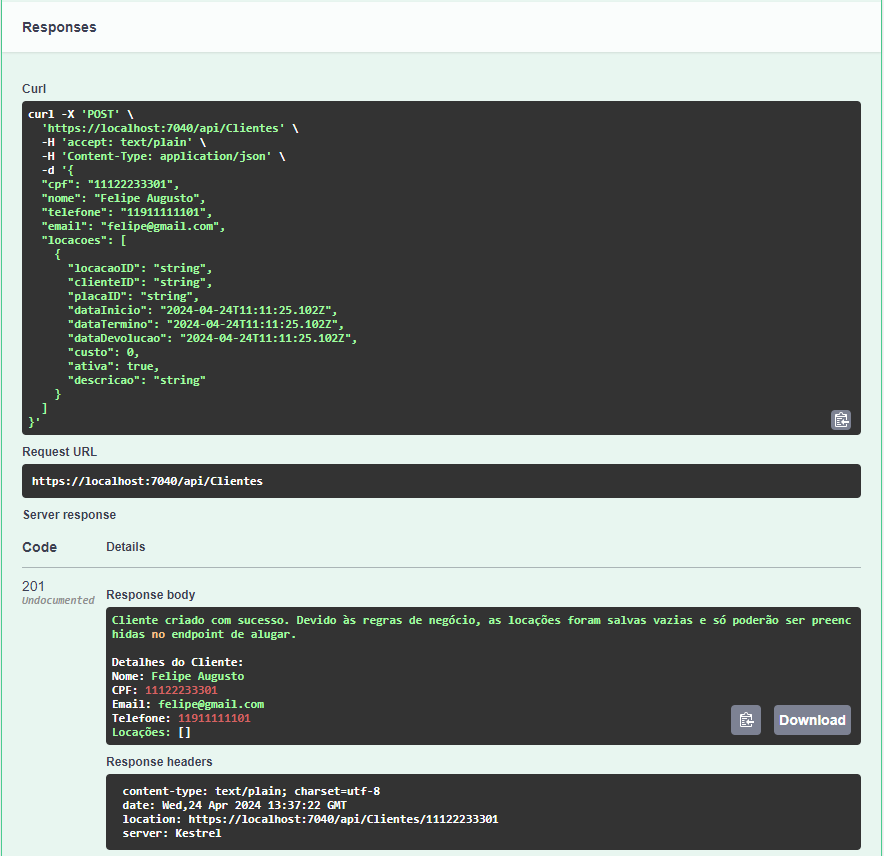 Responses
Curl
curl -X 'POST' \
  'https://localhost:7040/api/Clientes' \
  -H 'accept: text/plain' \
  -H 'Content-Type: application/json' \
  -d '{
  "cpf": "11122233301",
  "nome": "Felipe Augusto",
  "telefone": "11911111101",
  "email": "felipe@gmail.com",
  "locacoes": [
    {
      "locacaoID": "string",
      "clienteID": "string",
      "placaID": "string",
      "dataInicio": "2024-04-24T11:11:25.102Z",
      "dataTermino": "2024-04-24T11:11:25.102Z",
      "dataDevolucao": "2024-04-24T11:11:25.102Z",
      "custo": 0,
      "ativa": true,
      "descricao": "string"
    }
  ]
}'
Request URL
https://localhost:7040/api/Clientes
Server response
Code Details
201
Undocumented
Response body
Cliente criado com sucesso. Devido às regras de negócio, as locações foram salvas vazias e só poderão ser preenc
hidas no endpoint de alugar.
Detalhes do Cliente:
Nome: Felipe Augusto
CPF: 11122233301
Email: felipe@gmail.com
Telefone: 11911111101
Locações: []
Download
Response headers
content-type: text/plain; charset=utf-8
date: Wed,24 Apr 2024 13:37:22 GMT
location: https://localhost:7040/api/Clientes/11122233301
server: Kestrel